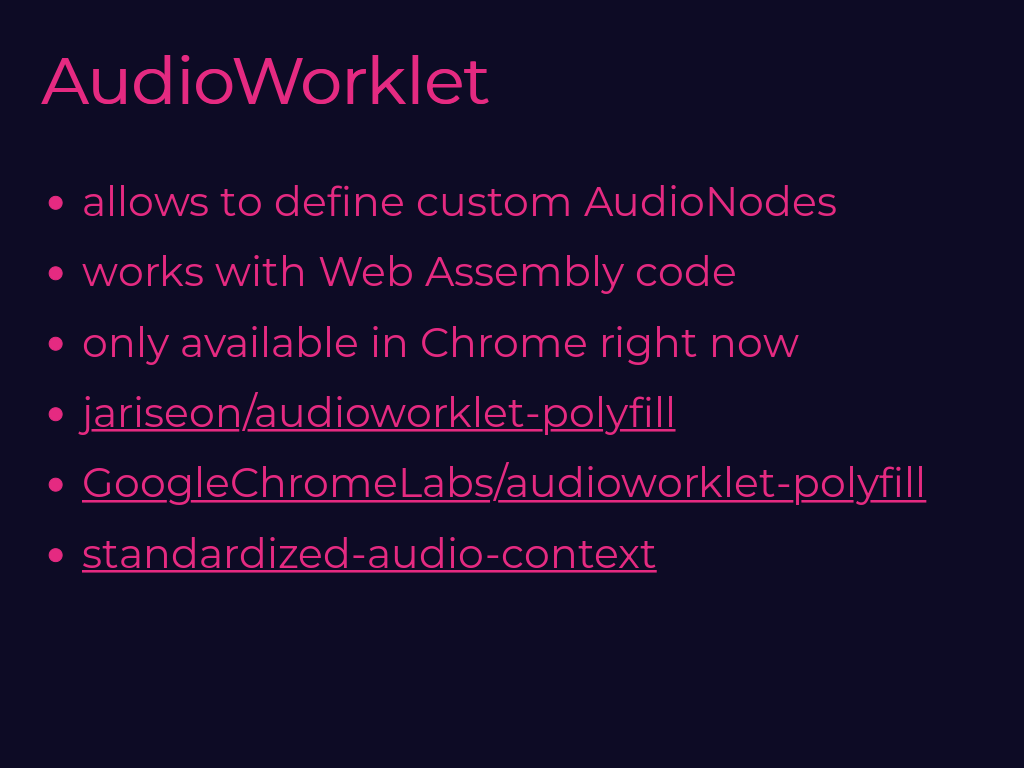 AudioWorklet
• allows to define custom AudioNodes
• works with Web Assembly code
• only available in Chrome right now
• jariseon/audioworklet-polyfill
• GoogleChromeLabs/audioworklet-polyfill
• standardized-audio-context